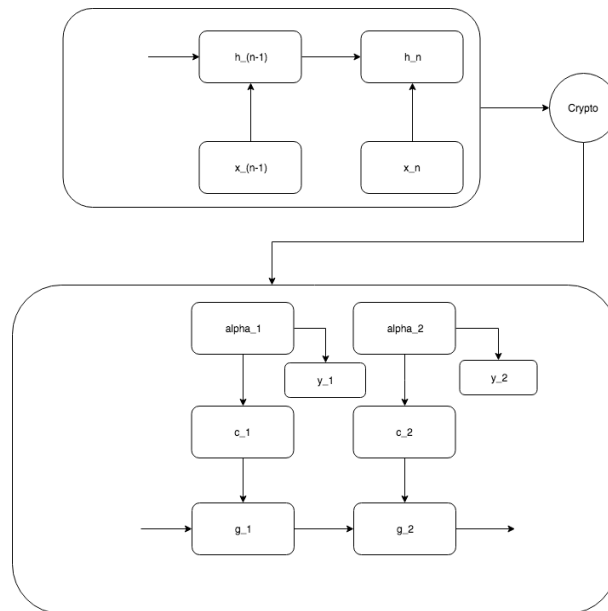 h_(n-1)
h_n
Crypto
x_(n-1)
x_n
alpha_1
alpha_2
y_1
y_2
c_1
c_2
g_1
g_2